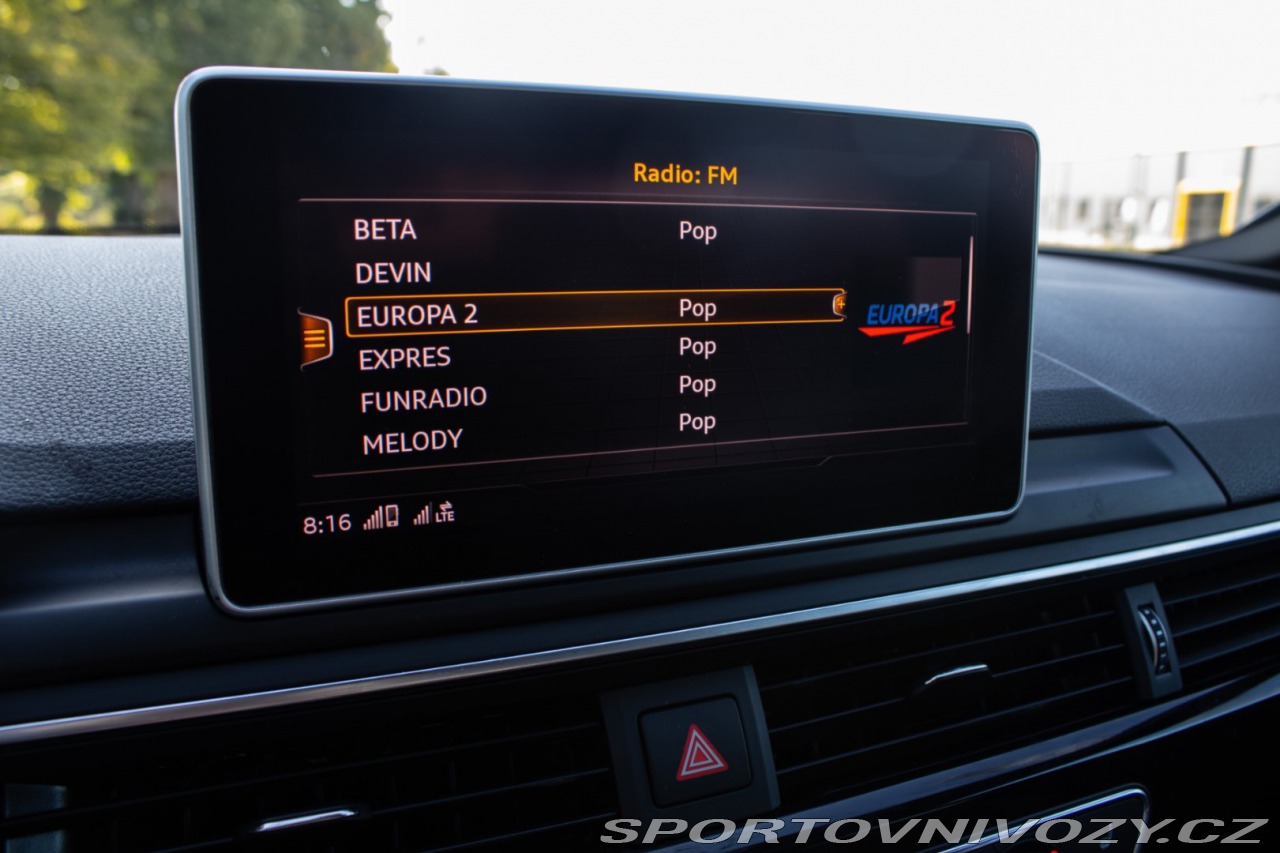 Radio: FM
BETA Pop
DEVIN
EUROPA 2 Pop
EUROPA 2
EXPRES Pop
FUNRADIO Pop
MELODY Pop
8:16 LTE
SPORTOVNIVOZY.CZ